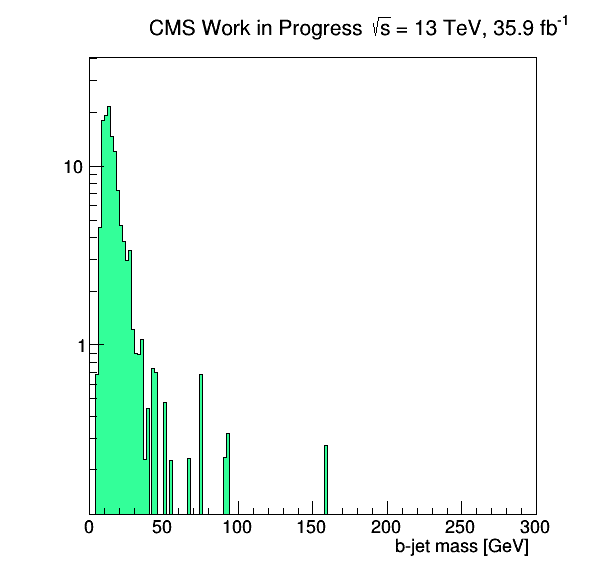 CMS Work in Progress √s = 13 TeV, 35.9 fb⁻¹
10
1
0 50 100 150 200 250 300
b-jet mass [GeV]